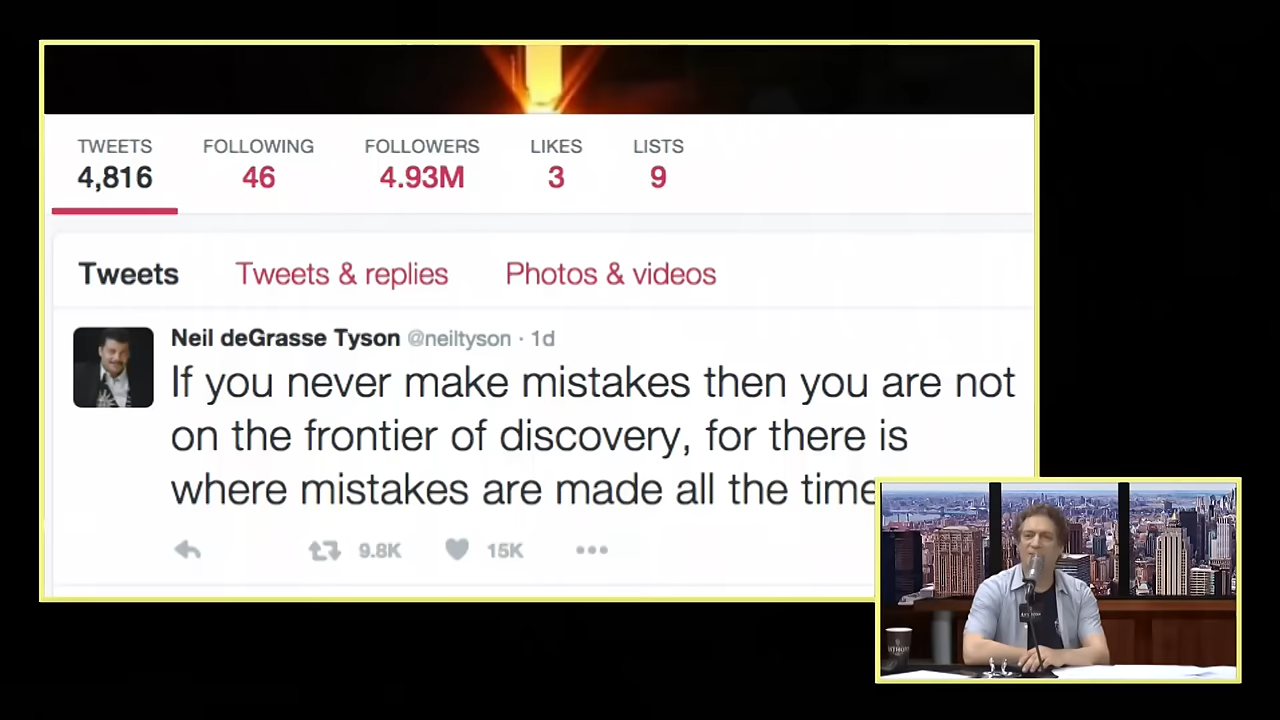 TWEETS FOLLOWING FOLLOWERS LIKES LISTS
4,816 46 4.93M 3 9
Tweets Tweets & replies Photos & videos
Neil deGrasse Tyson @neiltyson · 1d
If you never make mistakes then you are not
on the frontier of discovery, for there is
where mistakes are made all the time
9.8K 15K